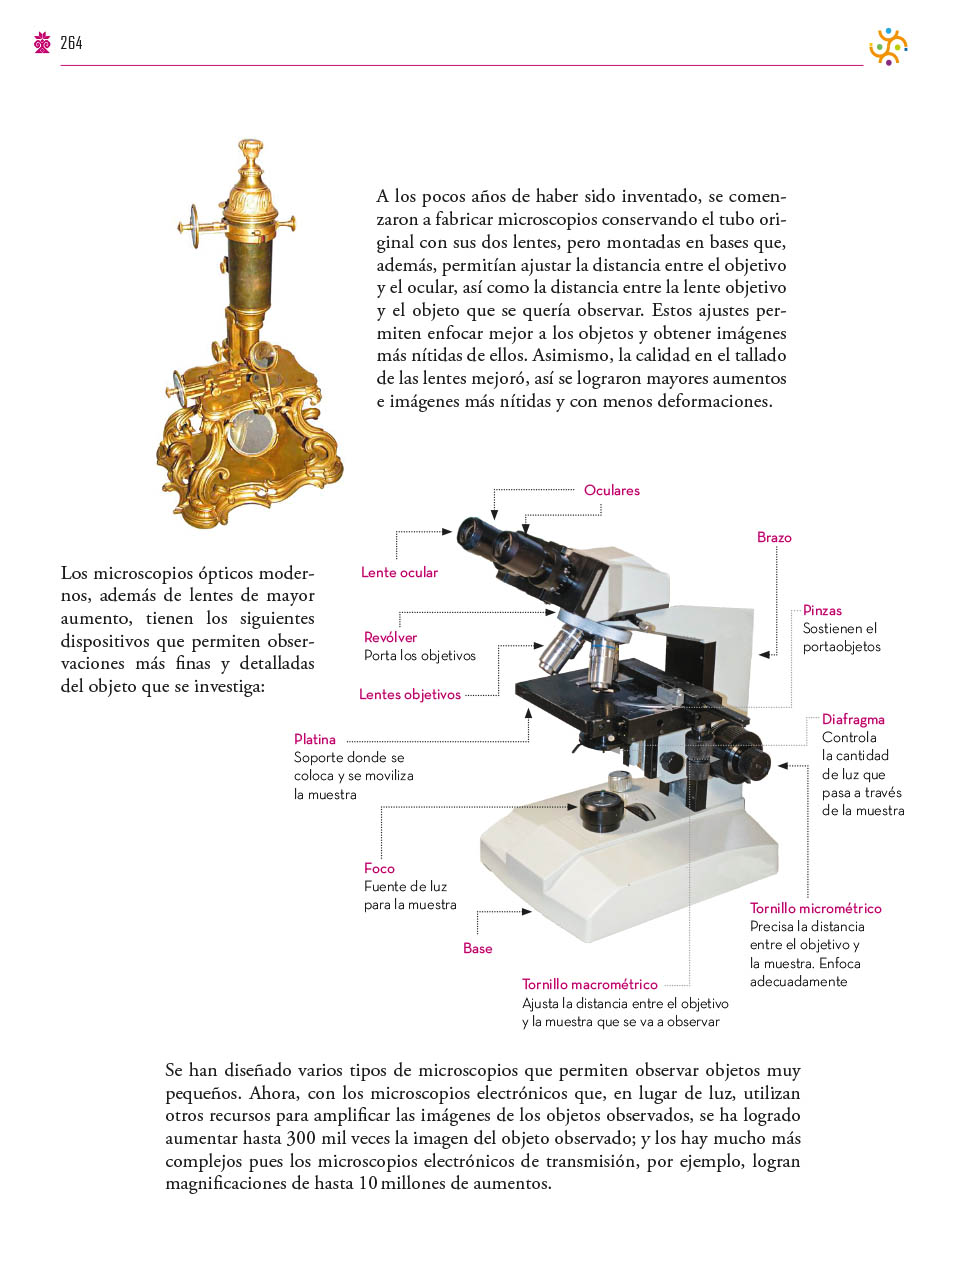 264
A los pocos años de haber sido inventado, se comen-
zaron a fabricar microscopios conservando el tubo ori-
ginal con sus dos lentes, pero montadas en bases que,
además, permitían ajustar la distancia entre el objetivo
y el ocular, así como la distancia entre la lente objetivo
y el objeto que se quería observar. Estos ajustes per-
miten enfocar mejor a los objetos y obtener imágenes
más nítidas de ellos. Asimismo, la calidad en el tallado
de las lentes mejoró, así se lograron mayores aumentos
e imágenes más nítidas y con menos deformaciones.
Los microscopios ópticos moder-
nos, además de lentes de mayor
aumento, tienen los siguientes
dispositivos que permiten obser-
vaciones más finas y detalladas
del objeto que se investiga:
Oculares
Brazo
Lente ocular
Pinzas
Sostienen el
portaobjetos
Revólver
Porta los objetivos
Lentes objetivos
Diafragma
Controla
la cantidad
de luz que
pasa a través
de la muestra
Platina
Soporte donde se
coloca y se moviliza
la muestra
Foco
Fuente de luz
para la muestra
Tornillo micrométrico
Precisa la distancia
entre el objetivo y
la muestra. Enfoca
adecuadamente
Base
Tornillo macrométrico
Ajusta la distancia entre el objetivo
y la muestra que se va a observar
Se han diseñado varios tipos de microscopios que permiten observar objetos muy
pequeños. Ahora, con los microscopios electrónicos que, en lugar de luz, utilizan
otros recursos para amplificar las imágenes de los objetos observados, se ha logrado
aumentar hasta 300 mil veces la imagen del objeto observado; y los hay mucho más
complejos pues los microscopios electrónicos de transmisión, por ejemplo, logran
magnificaciones de hasta 10 millones de aumentos.